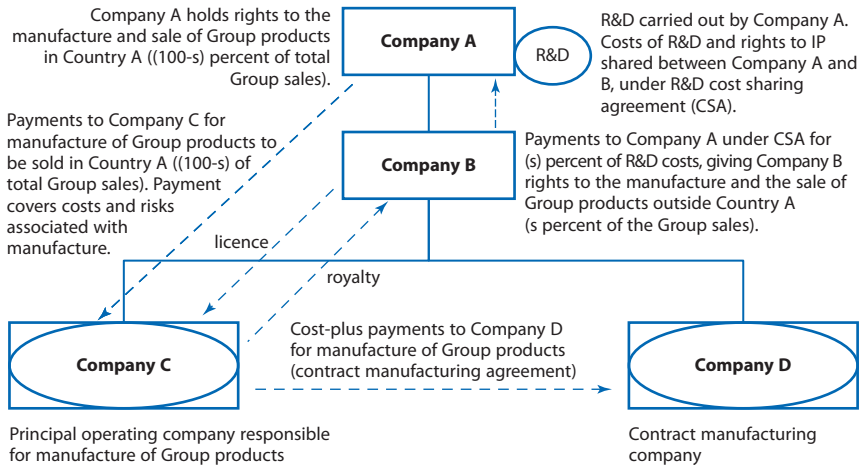 Company A holds rights to the
manufacture and sale of Group products
in Country A ((100-s) percent of total
Group sales).
Company A
R&D
R&D carried out by Company A.
Costs of R&D and rights to IP
shared between Company A and
B, under R&D cost sharing
agreement (CSA).
Payments to Company C for
manufacture of Group products to
be sold in Country A ((100-s) of
total Group sales). Payment
covers costs and risks
associated with
manufacture.
Company B
Payments to Company A under CSA for
(s) percent of R&D costs, giving Company B
rights to the manufacture and the sale of
Group products outside Country A
(s percent of the Group sales).
licence
royalty
Company C
Cost-plus payments to Company D
for manufacture of Group products
(contract manufacturing agreement)
Company D
Principal operating company responsible
for manufacture of Group products
Contract manufacturing
company